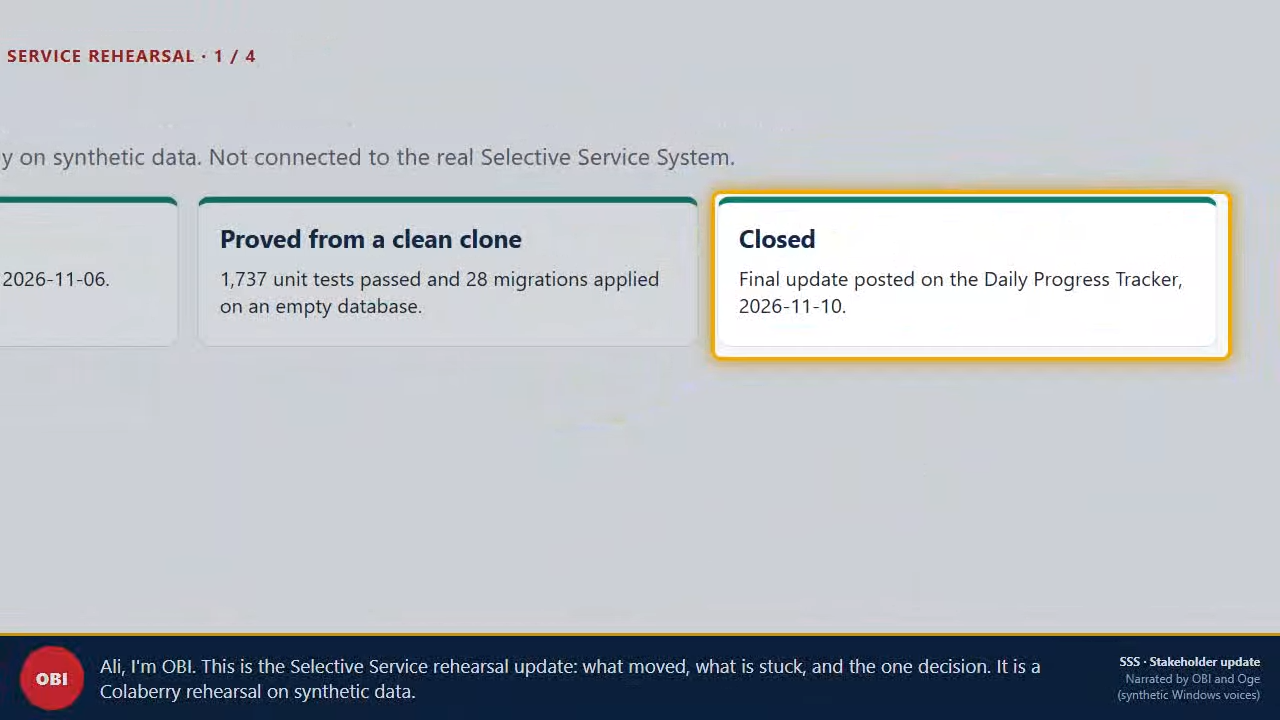 SERVICE REHEARSAL · 1 / 4
y on synthetic data. Not connected to the real Selective Service System.
2026-11-06.
Proved from a clean clone
1,737 unit tests passed and 28 migrations applied
on an empty database.
Closed
Final update posted on the Daily Progress Tracker,
2026-11-10.
OBI
Ali, I'm OBI. This is the Selective Service rehearsal update: what moved, what is stuck, and the one decision. It is a
Colaberry rehearsal on synthetic data.
SSS · Stakeholder update
Narrated by OBI and Oge
(synthetic Windows voices)